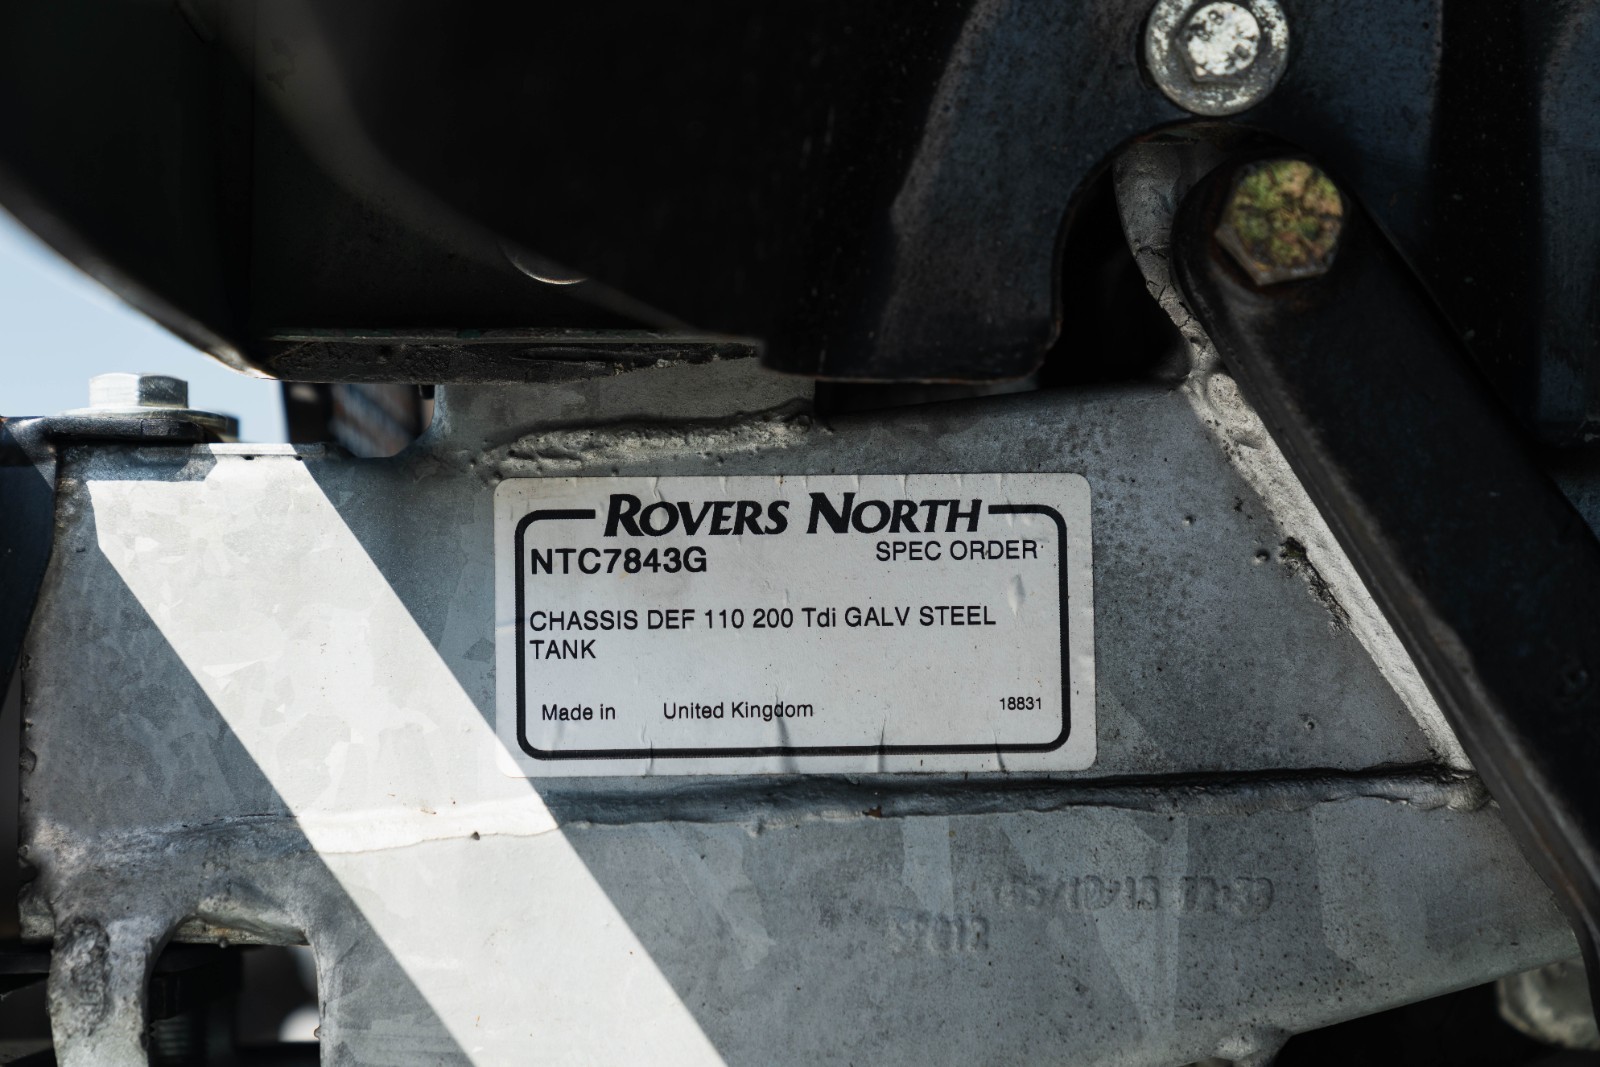 ROVERS NORTH
NTC7843G SPEC ORDER
CHASSIS DEF 110 200 Tdi GALV STEEL
TANK
Made in United Kingdom 18831